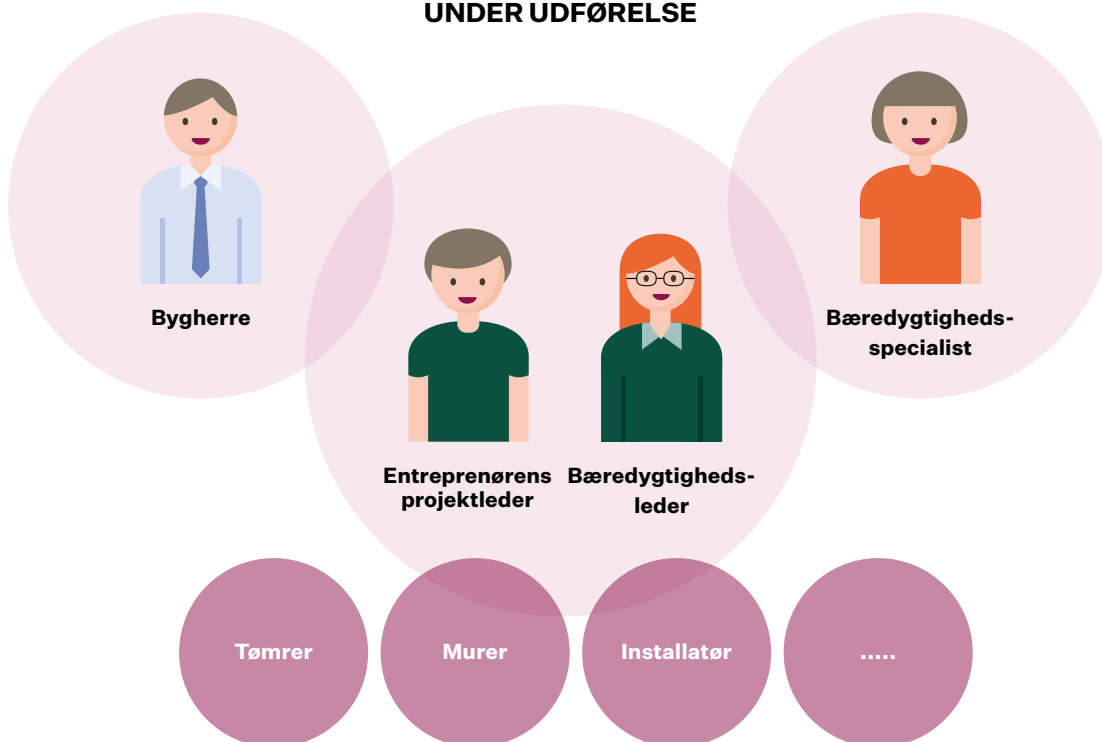 UNDER UDFØRELSE
Bygherre
Bæredygtigheds-
specialist
Entreprenørens
projektleder
Bæredygtigheds-
leder
Tømrer
Murer
Installatør
.....